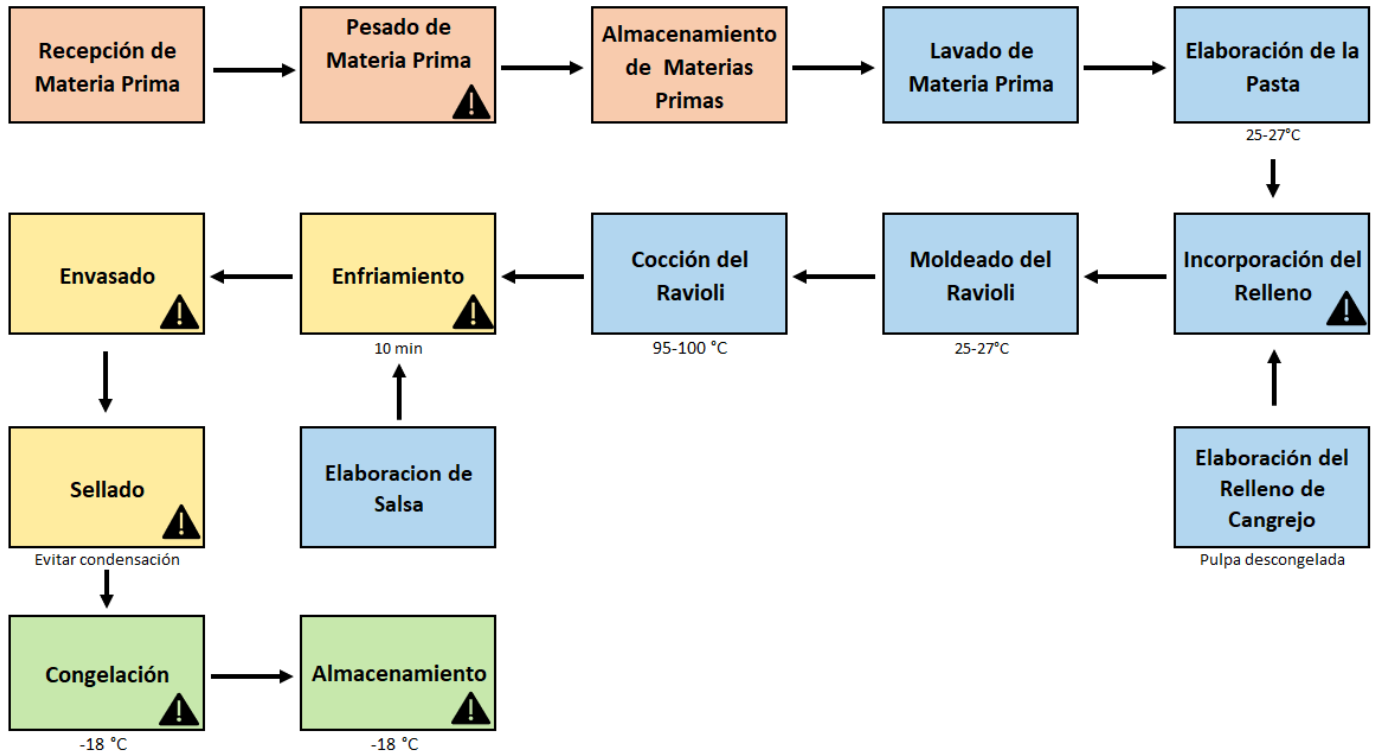 Recepción de
Materia Prima
Pesado de
Materia Prima
Almacenamiento
de Materias
Primas
Lavado de
Materia Prima
Elaboración de la
Pasta
25-27°C
Incorporación del
Relleno
Moldeado del
Ravioli
25-27°C
Cocción del
Ravioli
95-100 °C
Enfriamiento
10 min
Envasado
Sellado
Evitar condensación
Elaboracion de
Salsa
Elaboración del
Relleno de
Cangrejo
Pulpa descongelada
Congelación
-18 °C
Almacenamiento
-18 °C